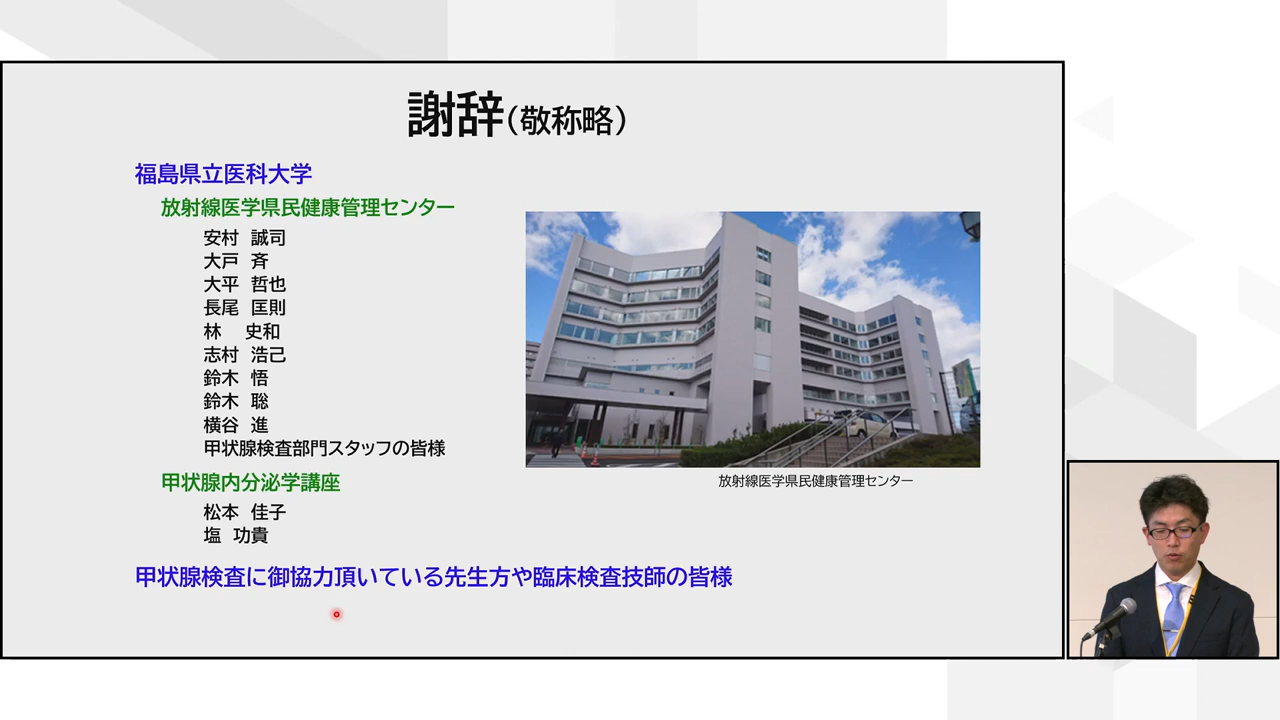 謝辞(敬称略)
福島県立医科大学
放射線医学県民健康管理センター
安村 誠司
大戸 斉
大平 哲也
長尾 匡則
林 史和
志村 浩己
鈴木 悟
鈴木 聡
横谷 進
甲状腺検査部門スタッフの皆様
甲状腺内分泌学講座
松本 佳子
塩 功貴
甲状腺検査に御協力頂いている先生方や臨床検査技師の皆様
放射線医学県民健康管理センター